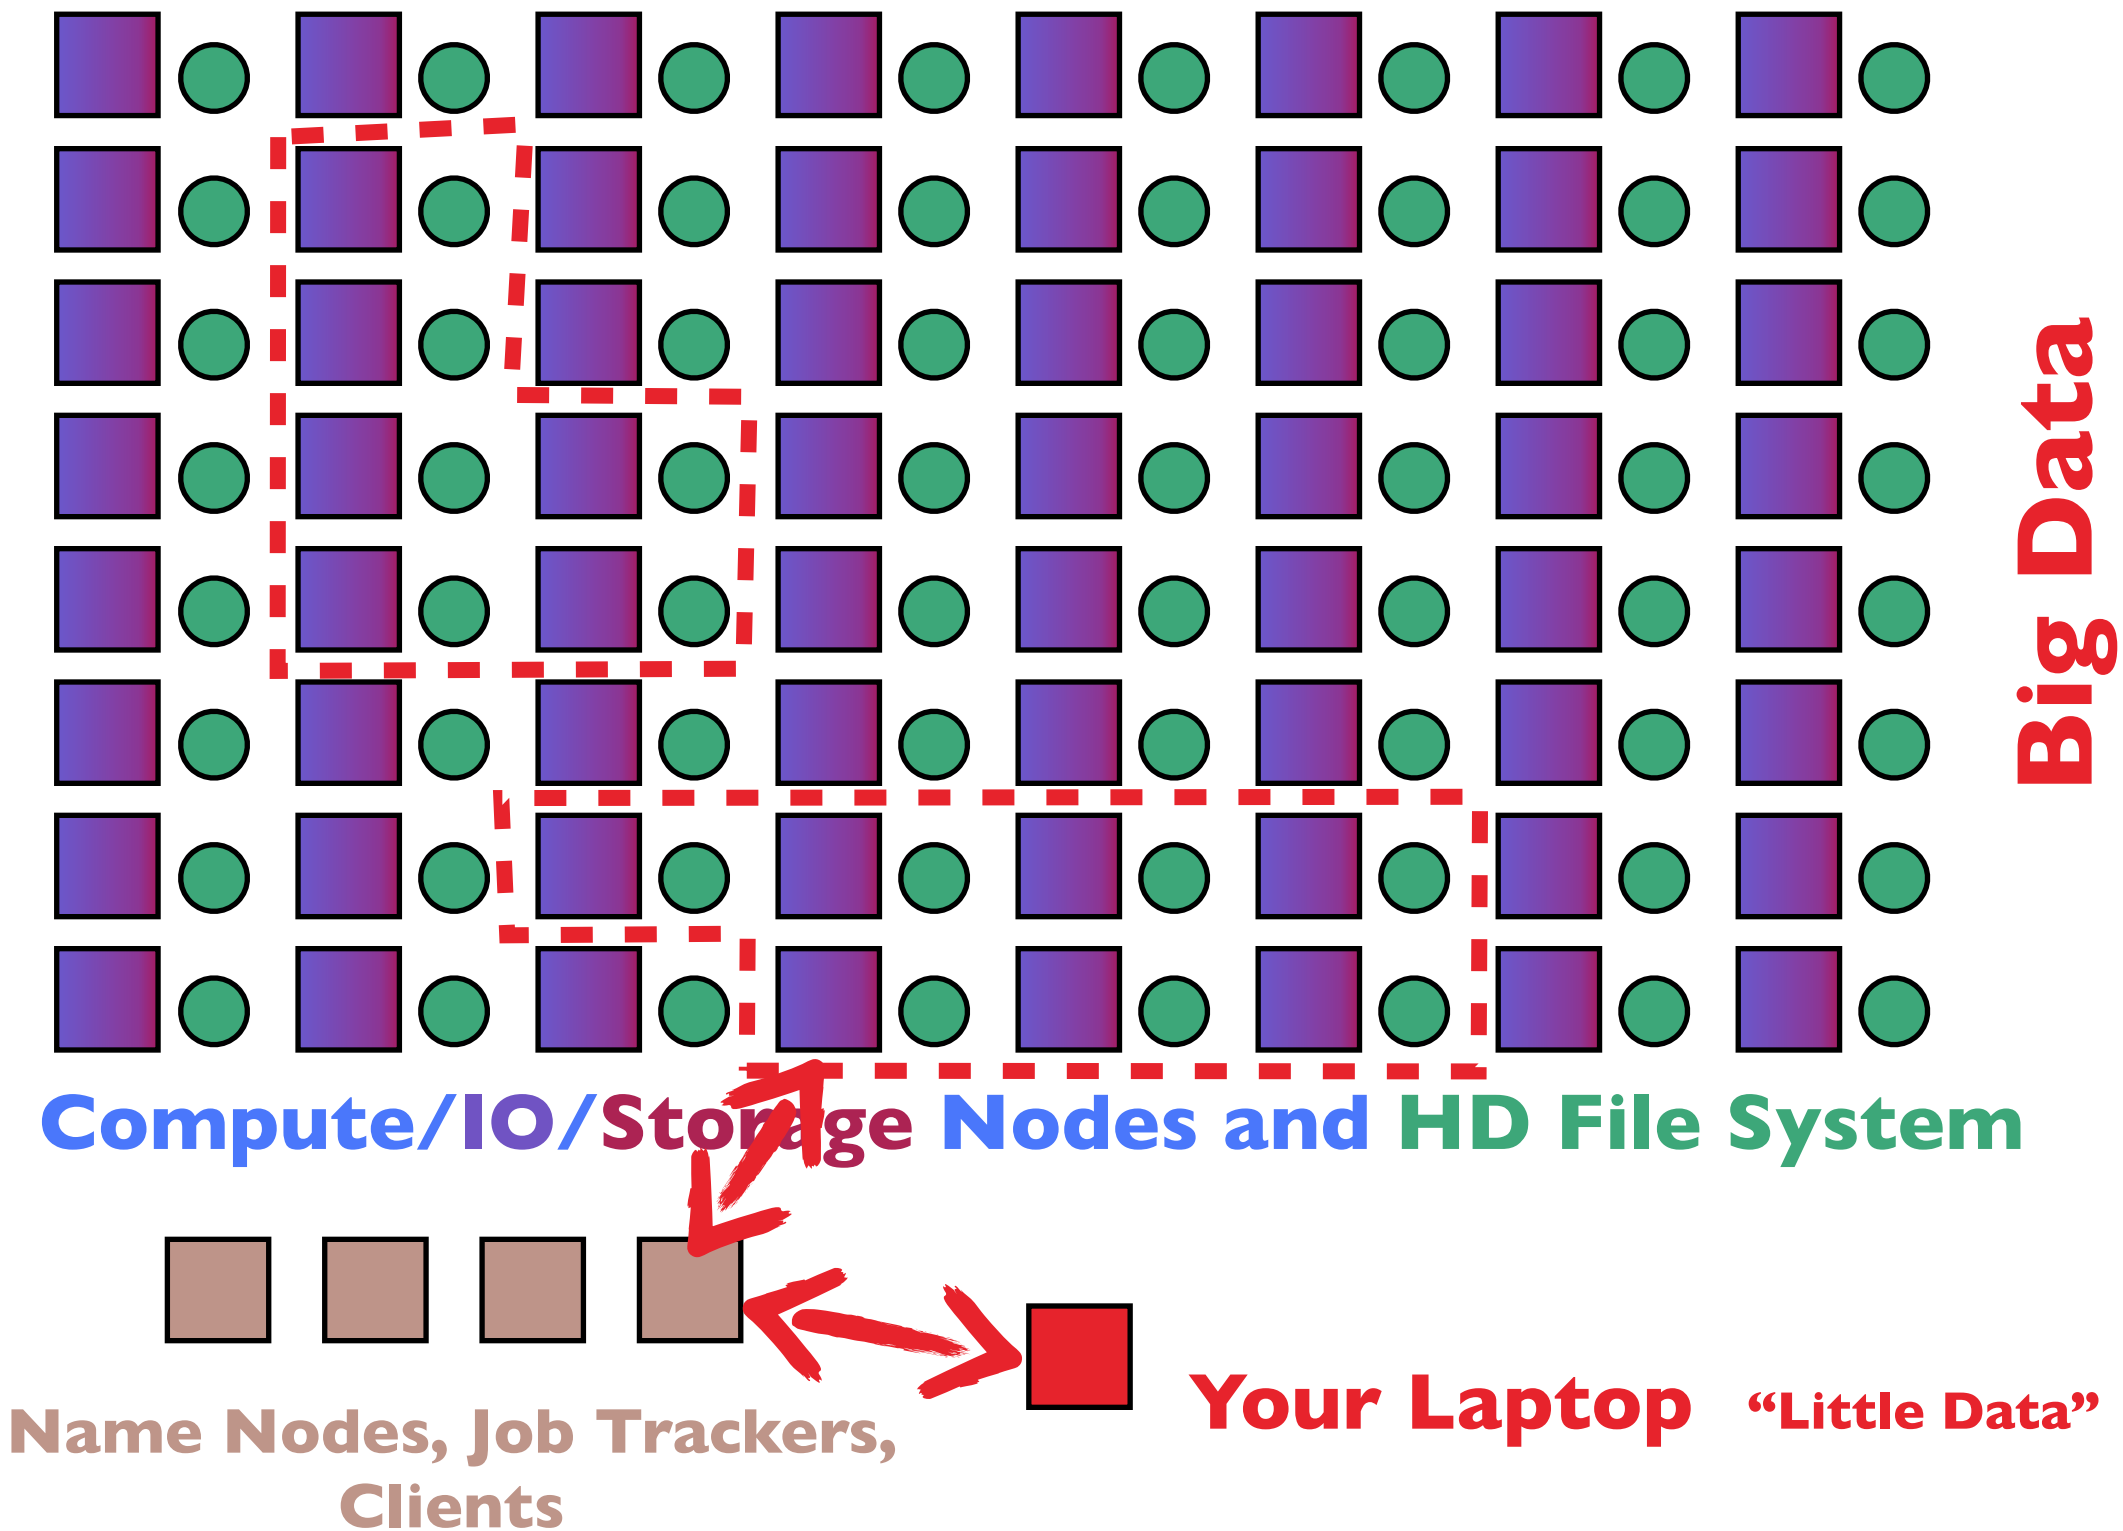 Big Data
Compute/IO/Storage Nodes and HD File System
Your Laptop “Little Data”
Name Nodes, Job Trackers,
Clients